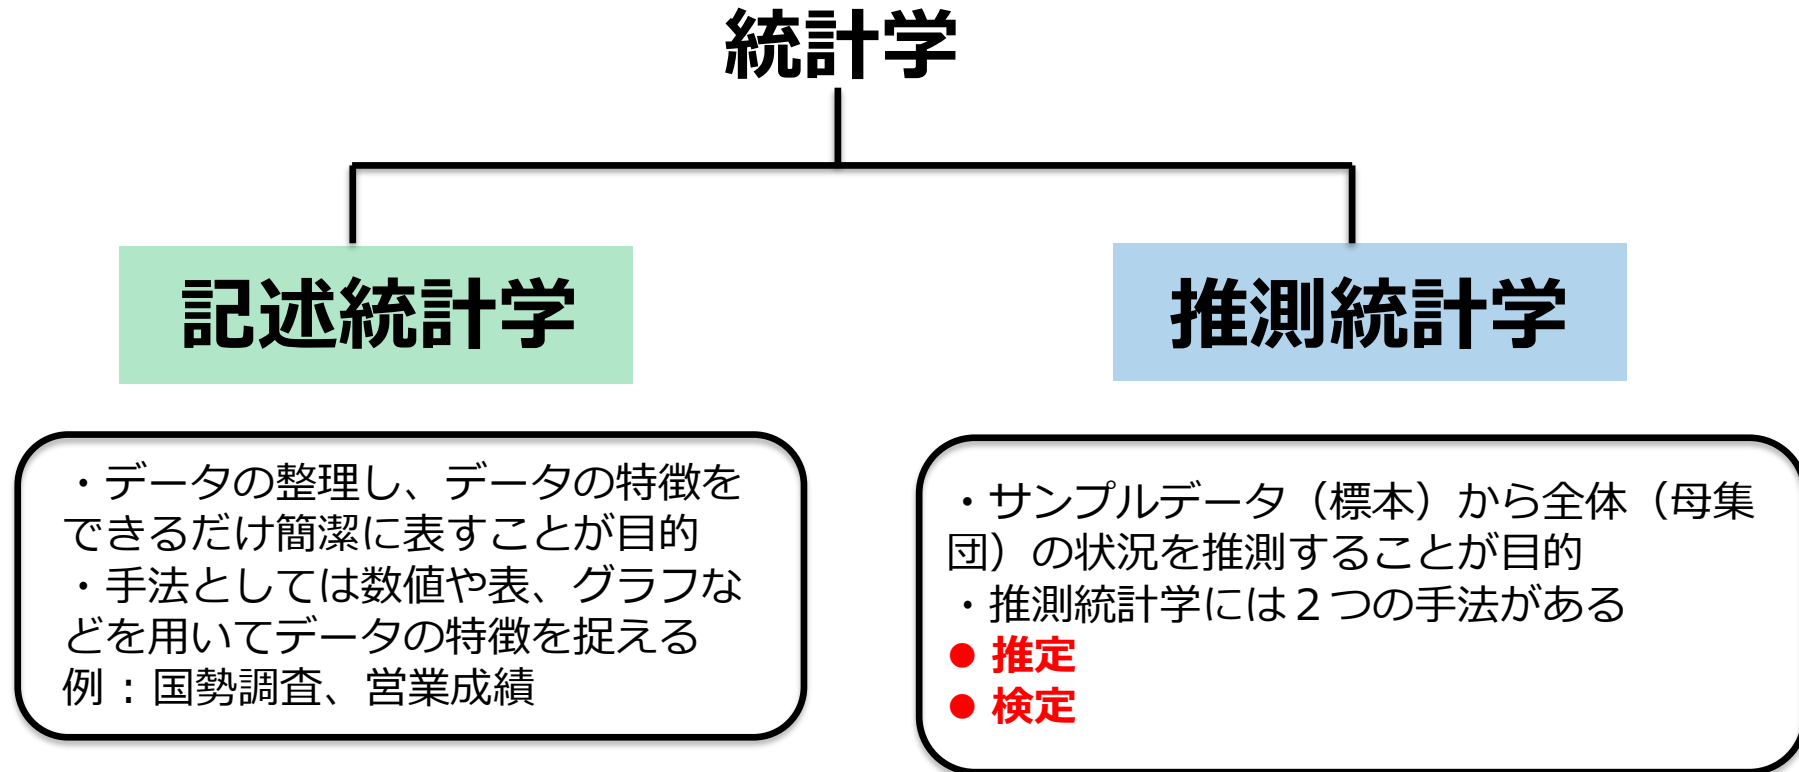 統計学
記述統計学
推測統計学
・データの整理し、データの特徴を
できるだけ簡潔に表すことが目的
・手法としては数値や表、グラフな
どを用いてデータの特徴を捉える
例：国勢調査、営業成績
・サンプルデータ（標本）から全体（母集
団）の状況を推測することが目的
・推測統計学には２つの手法がある
● 推定
● 検定